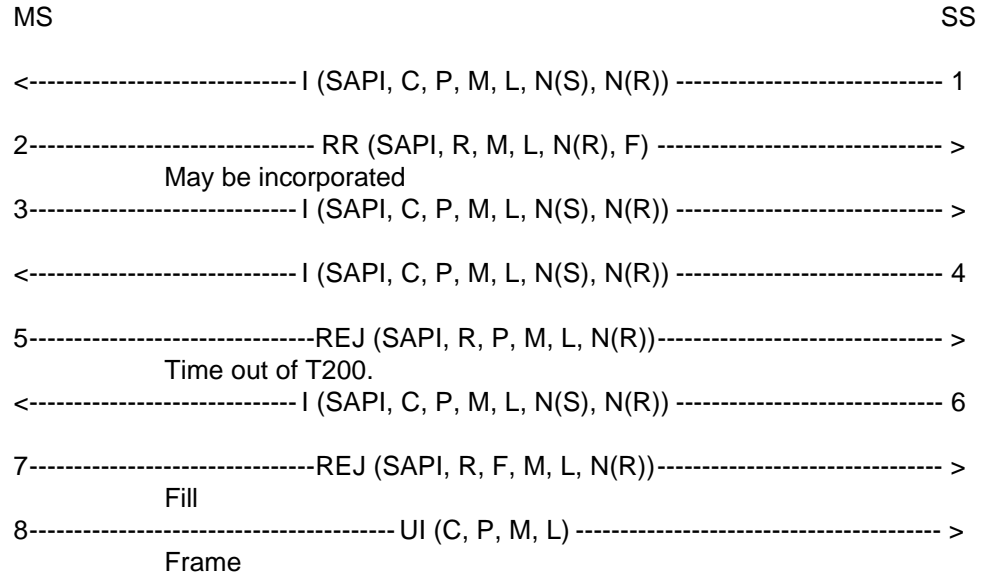 MS SS
<------------------------------ I (SAPI, C, P, M, L, N(S), N(R)) ------------------------------ 1
2-------------------------------- RR (SAPI, R, M, L, N(R), F) -------------------------------- >
May be incorporated
3------------------------------ I (SAPI, C, P, M, L, N(S), N(R)) ------------------------------ >
<------------------------------ I (SAPI, C, P, M, L, N(S), N(R)) ------------------------------ 4
5--------------------------------REJ (SAPI, R, P, M, L, N(R))-------------------------------- >
Time out of T200.
<------------------------------ I (SAPI, C, P, M, L, N(S), N(R)) ------------------------------ 6
7--------------------------------REJ (SAPI, R, F, M, L, N(R))-------------------------------- >
Fill
8----------------------------------------- UI (C, P, M, L) ----------------------------------------- >
Frame